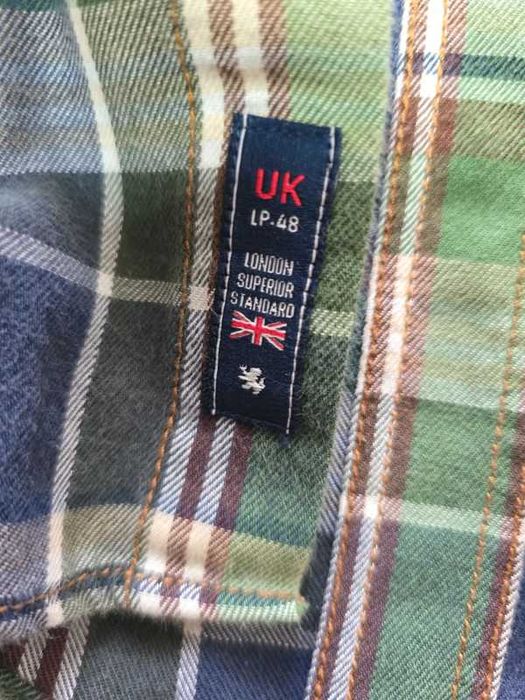 UK
LP-48
LONDON
SUPERIOR
STANDARD